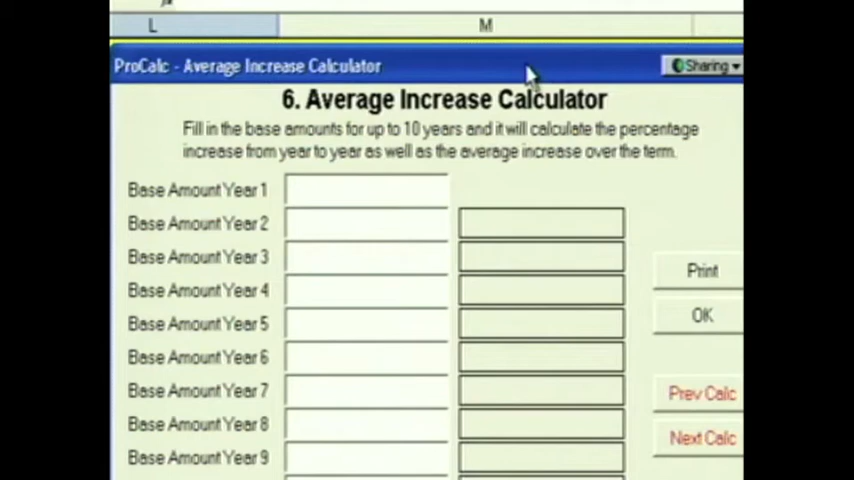 L M
ProCalc - Average Increase Calculator Sharing
6. Average Increase Calculator
Fill in the base amounts for up to 10 years and it will calculate the percentage
increase from year to year as well as the average increase over the term.
Base Amount Year 1
Base Amount Year 2
Base Amount Year 3
Base Amount Year 4
Print
Base Amount Year 5
OK
Base Amount Year 6
Base Amount Year 7
Prev Calc
Base Amount Year 8
Next Calc
Base Amount Year 9